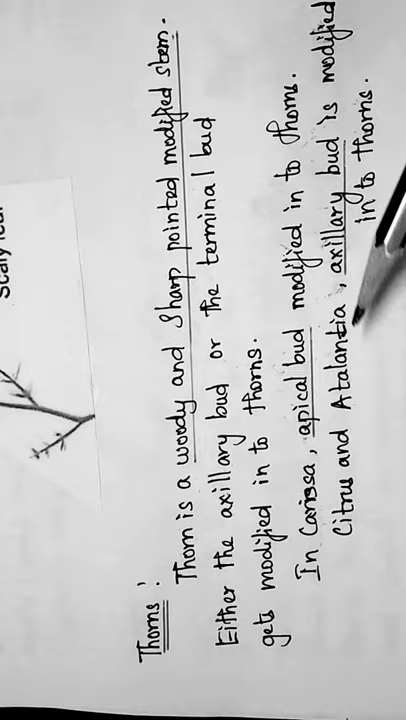 Scaly leaf
Thorns :
Thorn is a woody and Sharp pointed modified stem.
Either the axillary bud or the terminal bud
gets modified in to thorns.
In Carissa, apical bud modified in to thorns.
Citrus and Atalantia, axillary bud is modified
in to thorns.